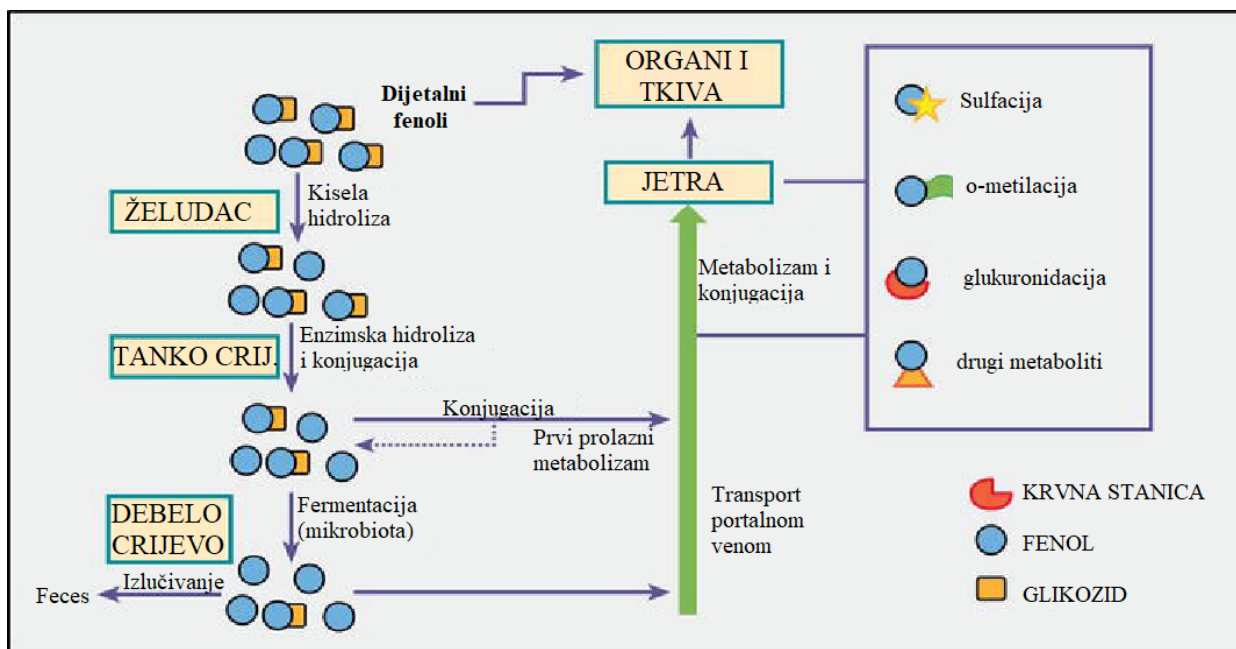 Dijetalni
fenoli
ORGANI I
TKIVA
Kisela
hidroliza
ŽELUDAC
JETRA
Enzimska hidroliza
i konjugacija
TANKO CRIJ.
Metabolizam i
konjugacija
Konjugacija
Prvi prolazni
metabolizam
DEBELO
CRIJEVO
Fermentacija
(mikrobiota)
Transport
portalnom
venom
Feces
Izlučivanje
Sulfacija
o-metilacija
glukuronidacija
drugi metaboliti
KRVNA STANICA
FENOL
GLIKOZID